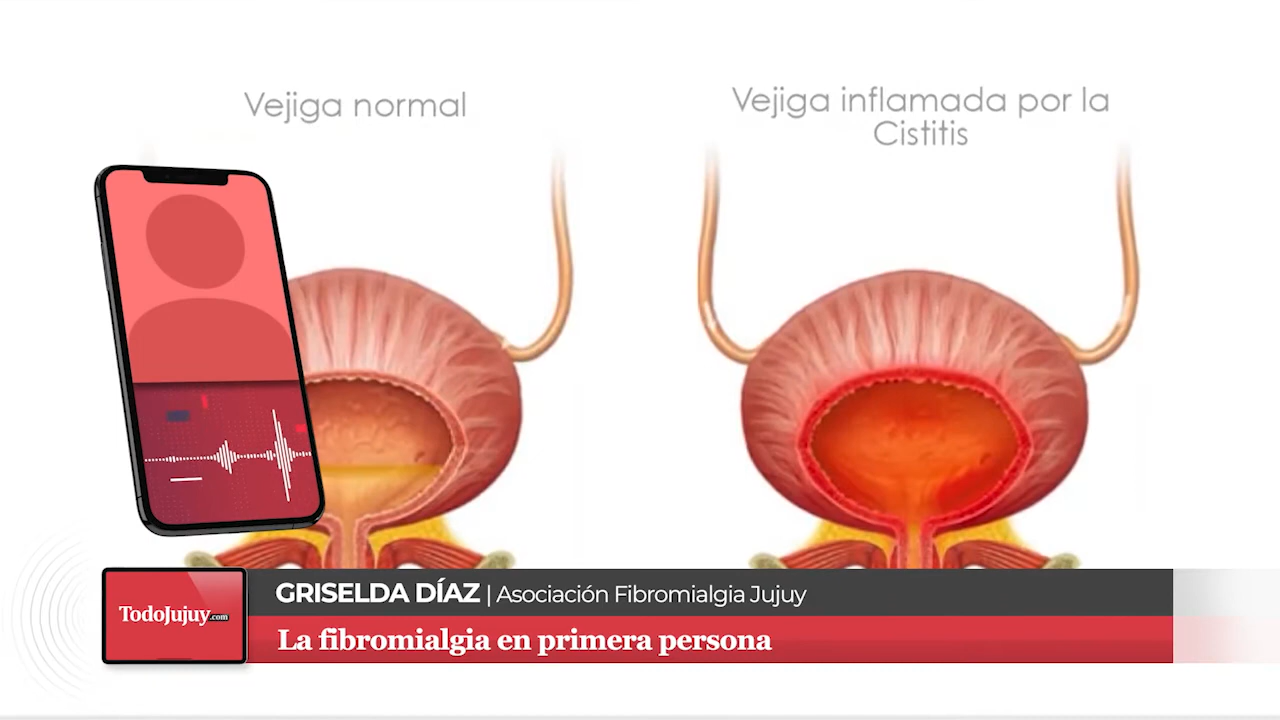 Vejiga normal
Vejiga inflamada por la
Cistitis
GRISELDA DÍAZ | Asociación Fibromialgia Jujuy
TodoJujuy.com
La fibromialgia en primera persona